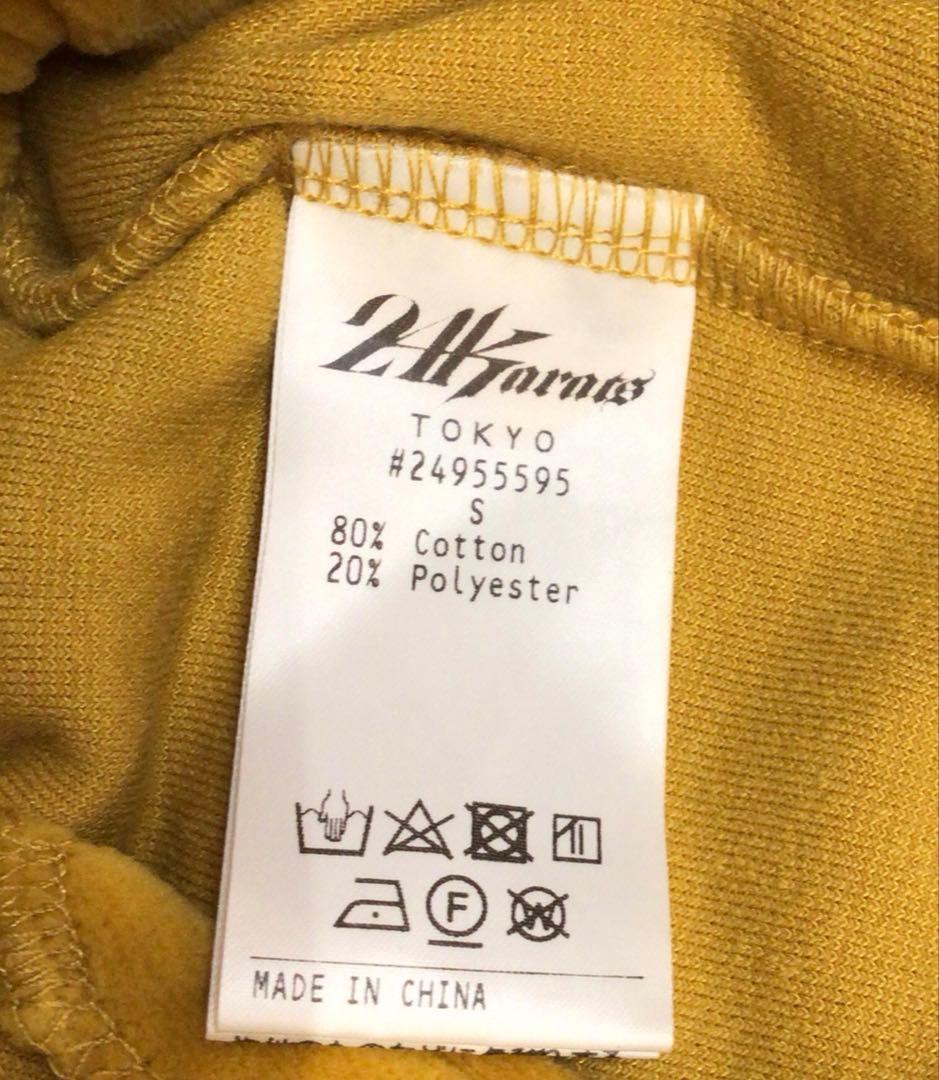 24Karats
TOKYO
#24955595
S
80% Cotton
20% Polyester
F W
MADE IN CHINA